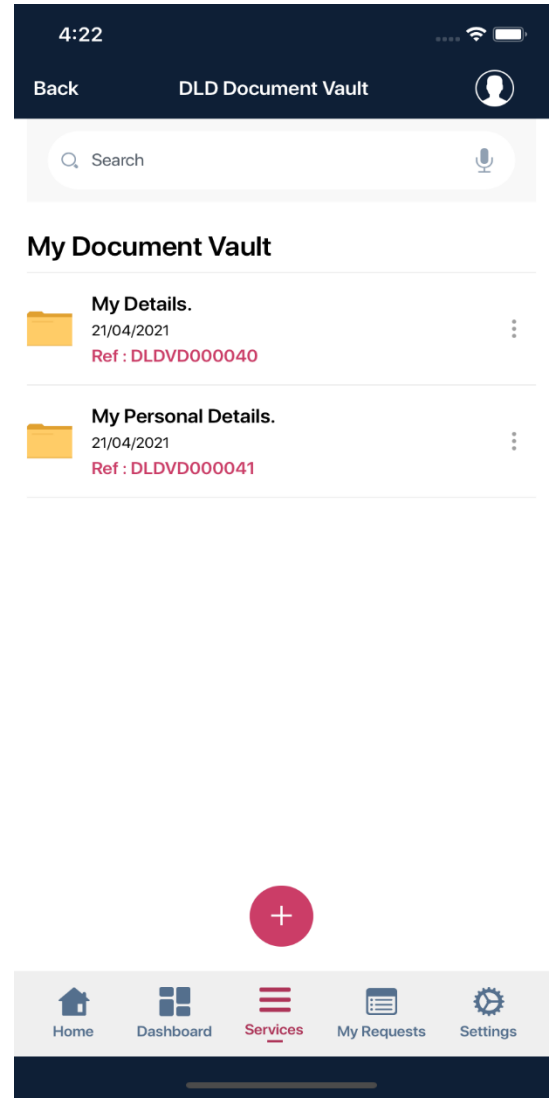 4:22
Back DLD Document Vault
Search
My Document Vault
My Details.
21/04/2021
Ref : DLDVD000040
My Personal Details.
21/04/2021
Ref : DLDVD000041
+
Home Dashboard Services My Requests Settings